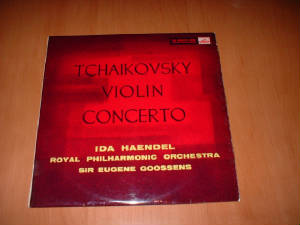 TCHAIKOVSKY
VIOLIN
CONCERTO
IDA HAENDEL
ROYAL PHILHARMONIC ORCHESTRA
SIR EUGENE GOOSSENS